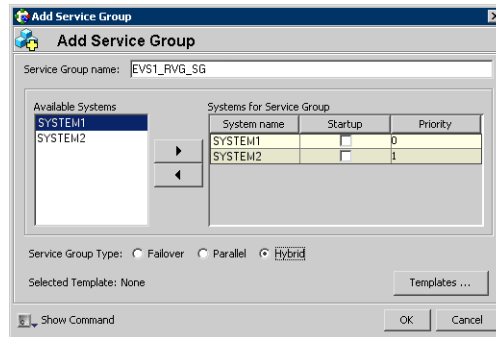 Add Service Group
Add Service Group
Service Group name: EVS1_RVG_SG
Available Systems
SYSTEM1
SYSTEM2
Systems for Service Group
System name Startup Priority
SYSTEM1 0
SYSTEM2 1
Service Group Type: Failover Parallel Hybrid
Selected Template: None
Templates ...
Show Command
OK Cancel